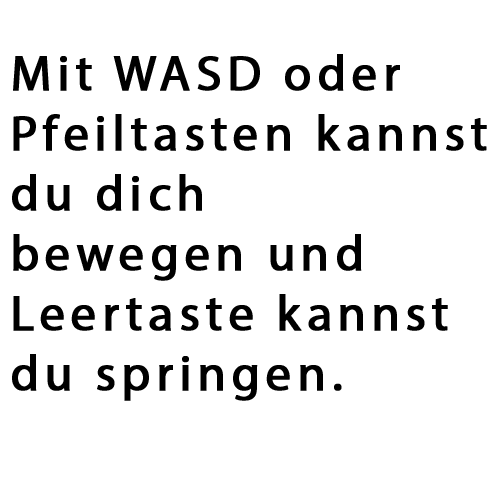 Mit WASD oder
Pfeiltasten kannst
du dich
bewegen und
Leertaste kannst
du springen.